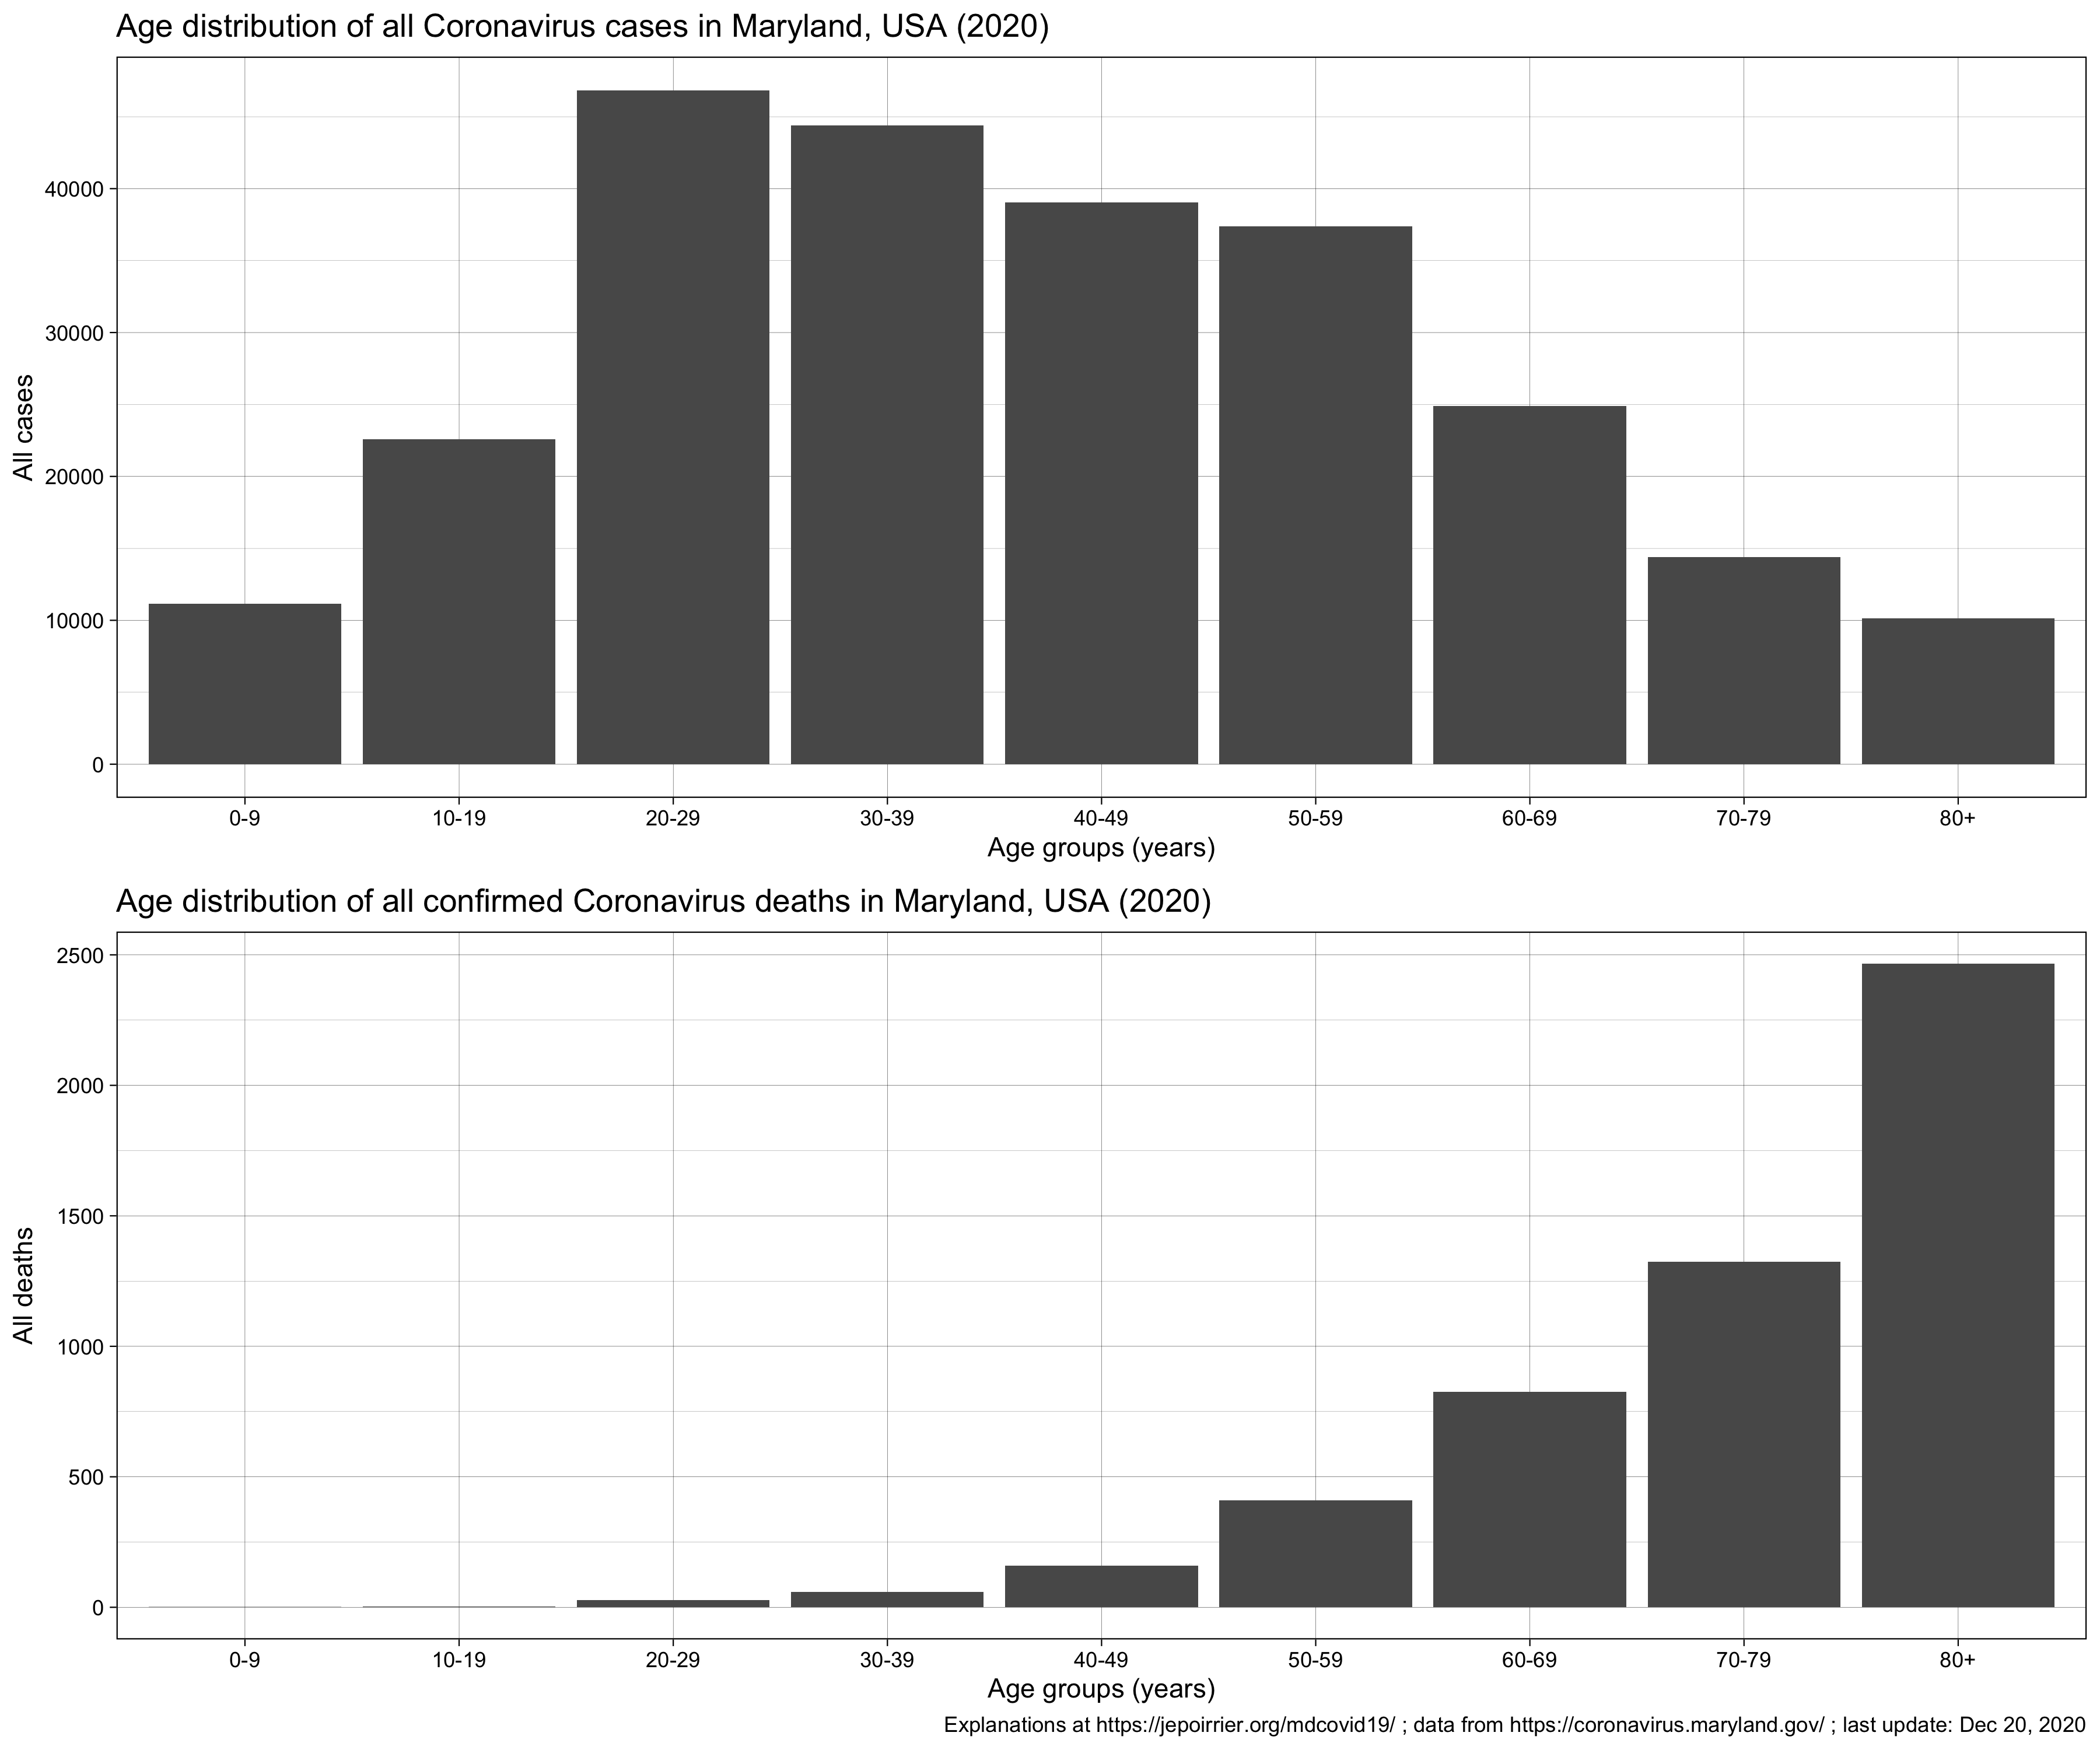 Age distribution of all Coronavirus cases in Maryland, USA (2020)
All cases
40000
30000
20000
10000
0
0-9 10-19 20-29 30-39 40-49 50-59 60-69 70-79 80+
Age groups (years)
Age distribution of all confirmed Coronavirus deaths in Maryland, USA (2020)
All deaths
2500
2000
1500
1000
500
0
0-9 10-19 20-29 30-39 40-49 50-59 60-69 70-79 80+
Age groups (years)
Explanations at https://jepoirrier.org/mdcovid19/ ; data from https://coronavirus.maryland.gov/ ; last update: Dec 20, 2020